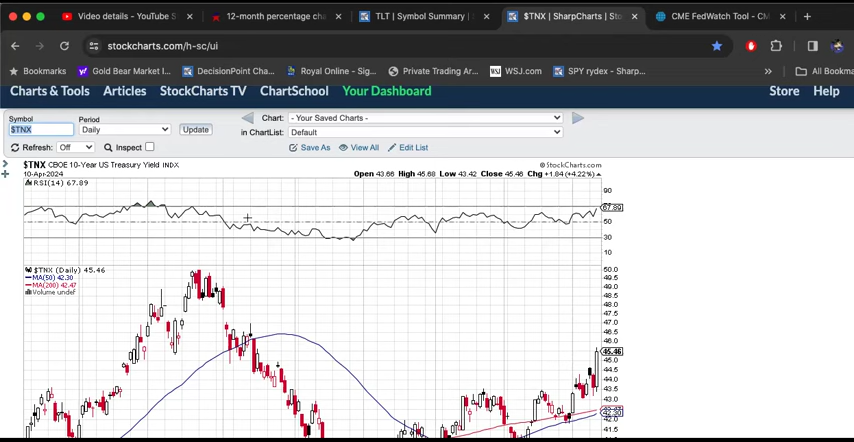 Video details - YouTube S
12-month percentage cha
TLT | Symbol Summary | S
$TNX | SharpCharts | Stoc
CME FedWatch Tool - CM
stockcharts.com/h-sc/ui
Bookmarks
Gold Bear Market I...
DecisionPoint Cha...
Royal Online - Sig...
Private Trading Ar...
WSJ.com
SPY rydex - Sharp...
»
All Bookma
Charts & Tools
Articles
StockCharts TV
ChartSchool
Your Dashboard
Store
Help
Symbol
$TNX
Period
Daily
Update
Chart:
- Your Saved Charts -
in ChartList:
Default
Refresh: Off
Inspect
Save As
View All
Edit List
$TNX CBOE 10-Year US Treasury Yield INDX
© StockCharts.com
10-Apr-2024
Open 43.66 High 45.68 Low 43.42 Close 45.46 Chg +1.84 (+4.22%)
RSI(14) 67.89
90
67.89
50
30
10
$TNX (Daily) 45.46
MA(50) 42.30
MA(200) 42.47
Volume undef
50.0
49.5
49.0
48.5
48.0
47.5
47.0
46.5
46.0
45.46
45.0
44.5
44.0
43.5
43.0
42.30
42.0
41.5
41.0